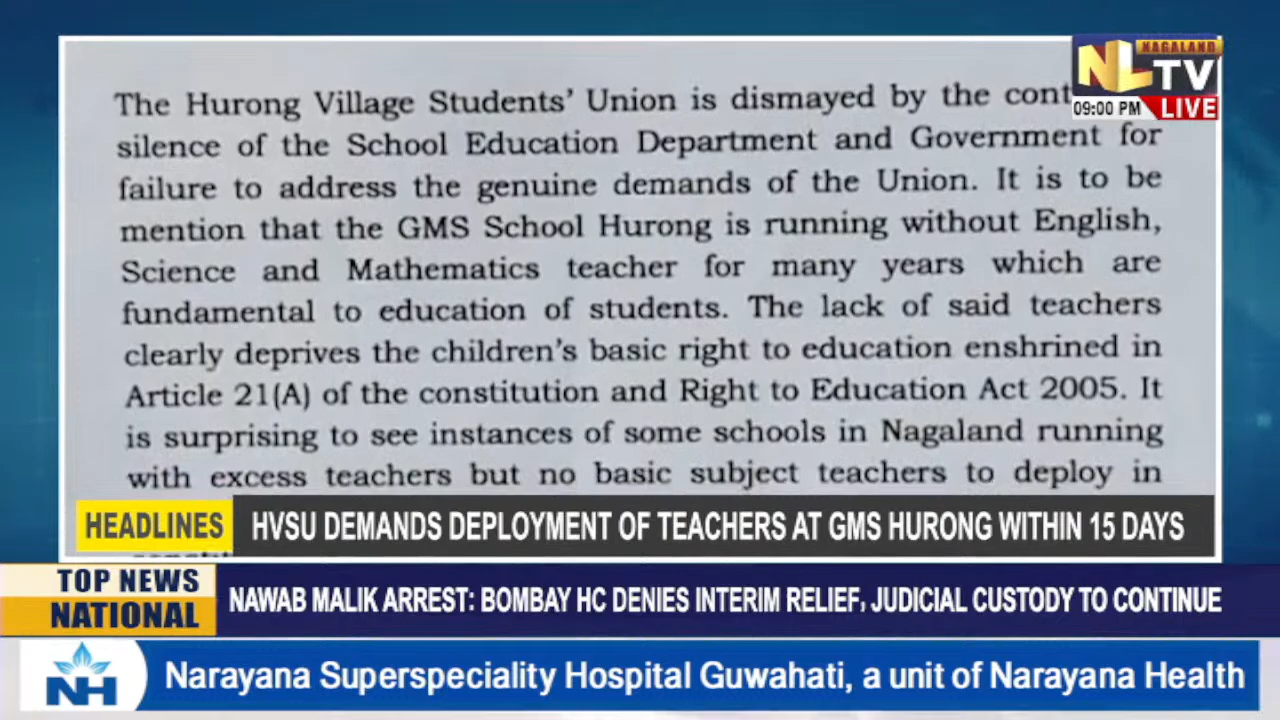 NAGALAND
NL TV
09:00 PM LIVE
The Hurong Village Students' Union is dismayed by the
silence of the School Education Department and Government for
failure to address the genuine demands of the Union. It is to be
mention that the GMS School Hurong is running without English,
Science and Mathematics teacher for many years which are
fundamental to education of students. The lack of said teachers
clearly deprives the children's basic right to education enshrined in
Article 21(A) of the constitution and Right to Education Act 2005. It
is surprising to see instances of some schools in Nagaland running
with excess teachers but no basic subject teachers to deploy in
HEADLINES HVSU DEMANDS DEPLOYMENT OF TEACHERS AT GMS HURONG WITHIN 15 DAYS
TOP NEWS
NATIONAL
NAWAB MALIK ARREST: BOMBAY HC DENIES INTERIM RELIEF, JUDICIAL CUSTODY TO CONTINUE
NH
Narayana Superspeciality Hospital Guwahati, a unit of Narayana Health